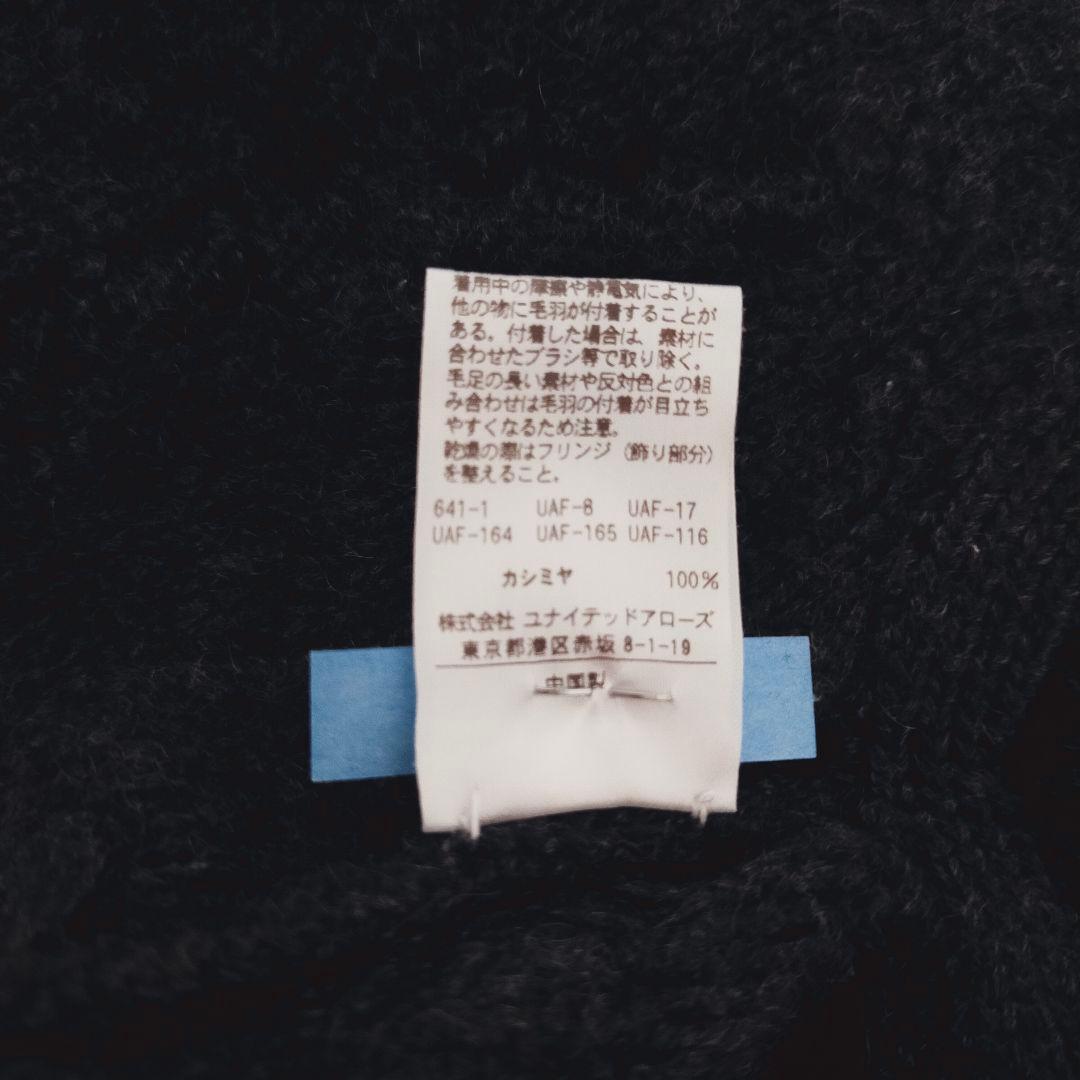 着用中の摩擦や静電気により、
他の物に毛羽が付着することが
ある。付着した場合は、素材に
合わせたブラシ等で取り除く。
毛足の長い素材や反対色との組
み合わせは毛羽の付着が目立ち
やすくなるため注意。
乾燥の際はフリンジ(飾り部分)
を整えること。
641-1 UAF-8 UAF-17
UAF-164 UAF-165 UAF-116
カシミヤ 100%
株式会社 ユナイテッドアローズ
東京都港区赤坂 8-1-19
中国製